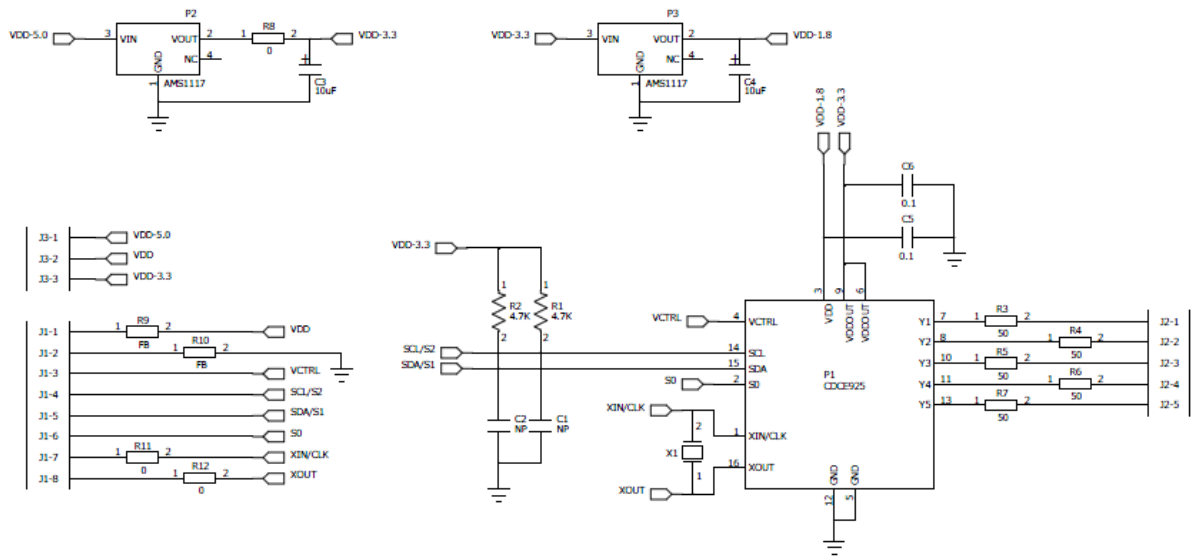 P2
VDD-5.0 3 VIN VOUT 2 1 R8 2 VDD-3.3
0
NC 4
GND
1
AMS1117
+
C3
10uF
P3
VDD-3.3 3 VIN VOUT 2 VDD-1.8
NC 4
GND
1
AMS1117
+
C4
10uF
VDD-1.8
VDD-3.3
C6
0.1
C5
0.1
J3-1 VDD-5.0
J3-2 VDD
J3-3 VDD-3.3
J1-1 1 R9 2 VDD
FB
J1-2 1 R10 2
FB
J1-3 VCTRL
J1-4 SCL/S2
J1-5 SDA/S1
J1-6 S0
J1-7 1 R11 2 XIN/CLK
0
J1-8 1 R12 2 XOUT
0
VDD-3.3
1 1
R2 R1
4.7K 4.7K
2 2
C2 C1
NP NP
VCTRL 4 VCTRL
SCL/S2 14 SCL
SDA/S1 15 SDA
S0 2 S0
XIN/CLK 1 XIN/CLK
2
X1
1
XOUT 16 XOUT
3 9 6
VDD VDDOUT VDDOUT
P1
CDCE925
GND GND
12 5
Y1 7 1 R3 2 J2-1
50
Y2 8 1 R4 2 J2-2
50
Y3 10 1 R5 2 J2-3
50
Y4 11 1 R6 2 J2-4
50
Y5 13 1 R7 2 J2-5
50